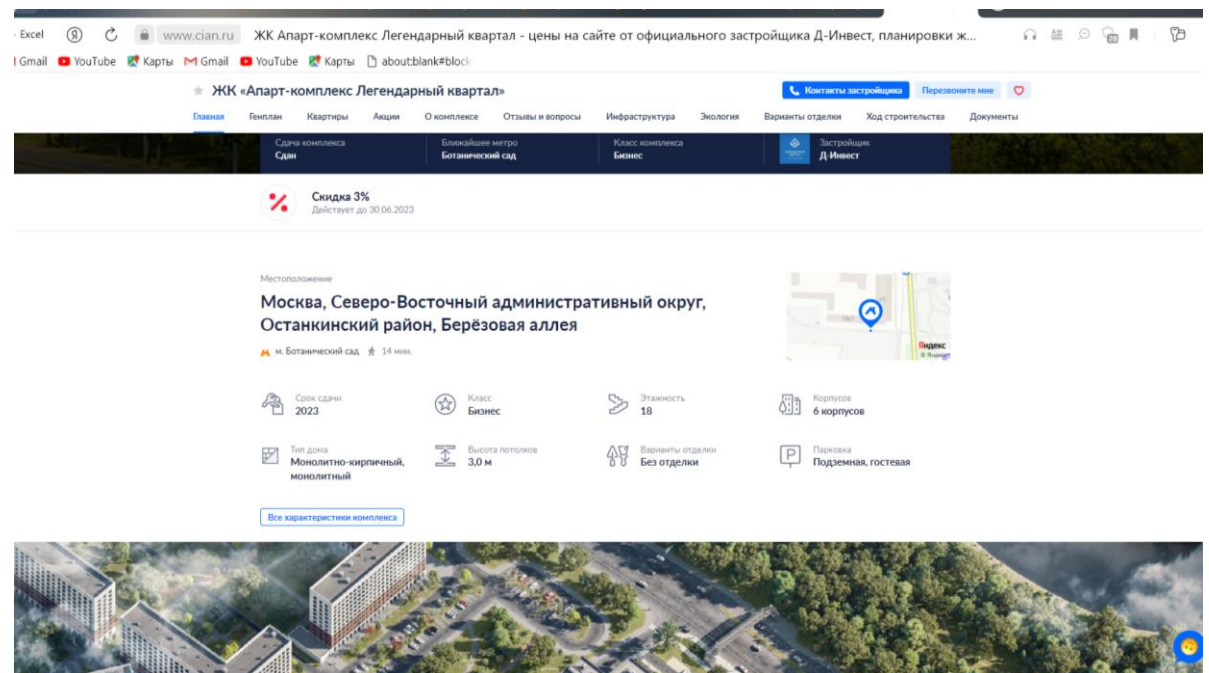 Excel www.cian.ru ЖК Апарт-комплекс Легендарный квартал - цены на сайте от официального застройщика Д-Инвест, планировки ж...
Gmail YouTube Карты Gmail YouTube Карты about:blank#block
ЖК «Апарт-комплекс Легендарный квартал» Контакты застройщика Перезвоните мне
Главная Генплан Квартиры Акции О комплексе Отзывы и вопросы Инфраструктура Экология Варианты отделки Ход строительства Документы
Сдача комплекса Ближайшее метро Класс комплекса Застройщик
Сдан Ботанический сад Бизнес Д-Инвест
Скидка 3%
Действует до 30.06.2023
Местоположение
Москва, Северо-Восточный административный округ,
Останкинский район, Берёзовая аллея
м. Ботанический сад 14 мин.
Яндекс
Срок сдачи Класс Этажность Корпусов
2023 Бизнес 18 6 корпусов
Тип дома Высота потолков Варианты отделки Парковка
Монолитно-кирпичный, 3,0 м Без отделки Подземная, гостевая
монолитный
Все характеристики комплекса